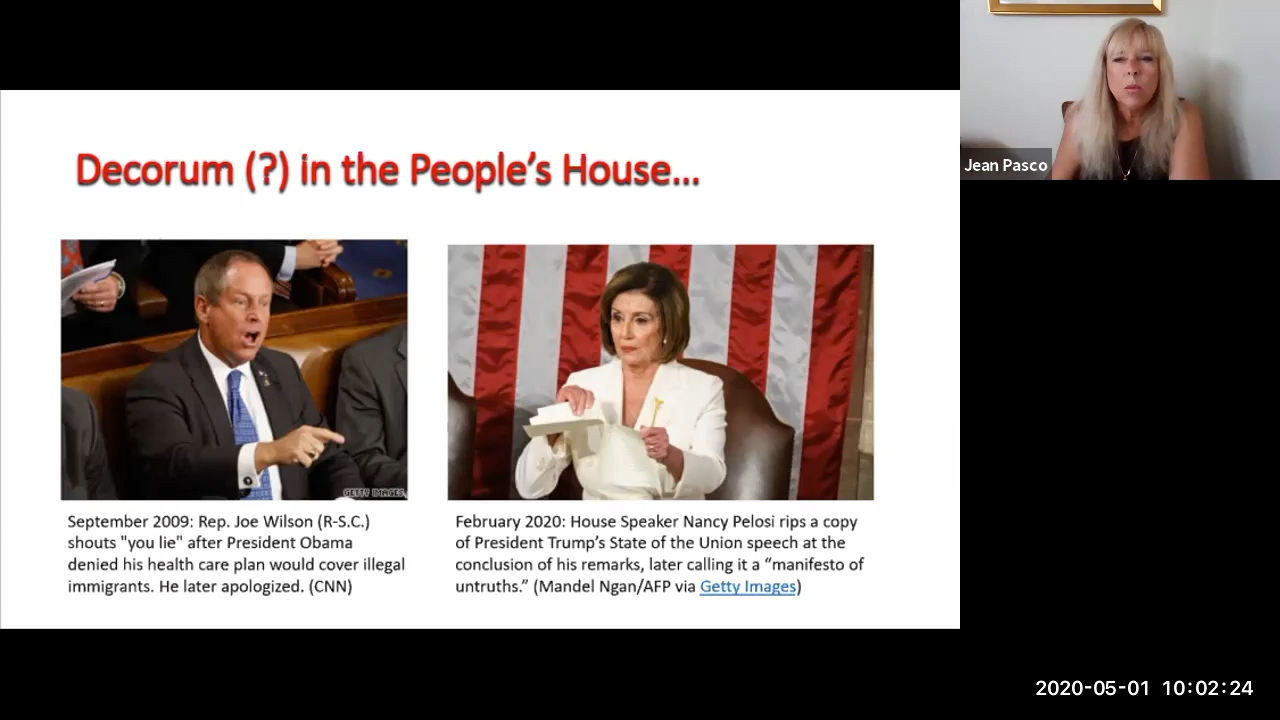 Decorum (?) in the People’s House...
GETTY IMAGES
September 2009: Rep. Joe Wilson (R-S.C.)
shouts "you lie" after President Obama
denied his health care plan would cover illegal
immigrants. He later apologized. (CNN)
February 2020: House Speaker Nancy Pelosi rips a copy
of President Trump’s State of the Union speech at the
conclusion of his remarks, later calling it a “manifesto of
untruths.” (Mandel Ngan/AFP via Getty Images)
Jean Pasco
2020-05-01 10:02:24